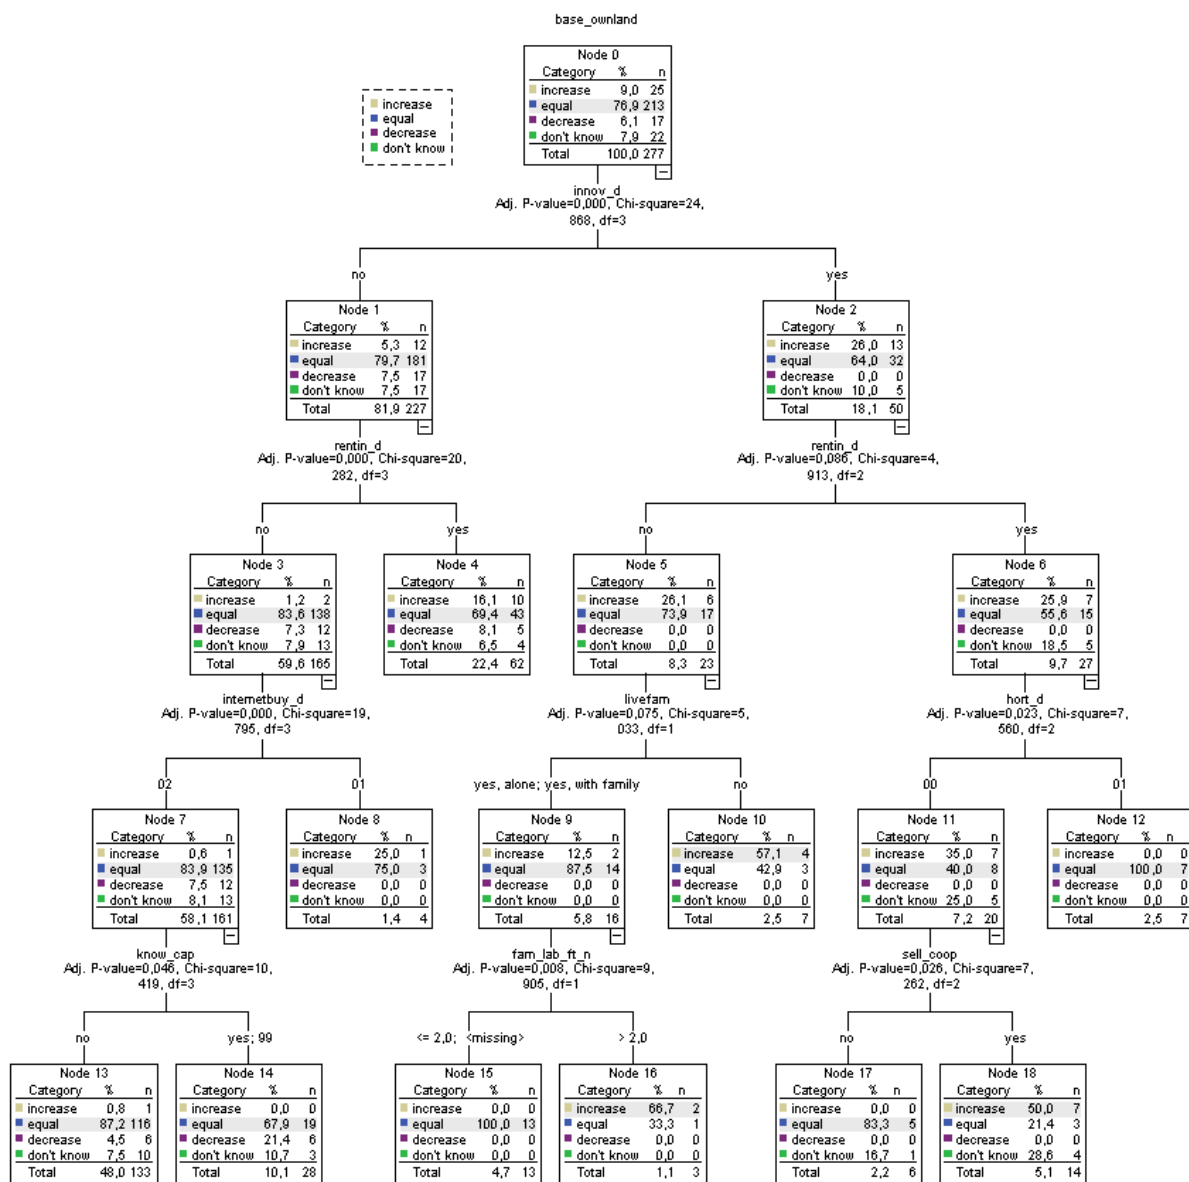 base_ownland
increase
equal
decrease
don't know
Node 0
Category % n
increase 9,0 25
equal 76,9 213
decrease 6,1 17
don't know 7,9 22
Total 100,0 277
innov_d
Adj. P-value=0,000, Chi-square=24,
868, df=3
no
yes
Node 1
Category % n
increase 5,3 12
equal 79,7 181
decrease 7,5 17
don't know 7,5 17
Total 81,9 227
Node 2
Category % n
increase 26,0 13
equal 64,0 32
decrease 0,0 0
don't know 10,0 5
Total 18,1 50
rentin_d
Adj. P-value=0,000, Chi-square=20,
282, df=3
rentin_d
Adj. P-value=0,086, Chi-square=4,
913, df=2
no
yes
no
yes
Node 3
Category % n
increase 1,2 2
equal 83,6 138
decrease 7,3 12
don't know 7,9 13
Total 59,6 165
Node 4
Category % n
increase 16,1 10
equal 69,4 43
decrease 8,1 5
don't know 6,5 4
Total 22,4 62
Node 5
Category % n
increase 26,1 6
equal 73,9 17
decrease 0,0 0
don't know 0,0 0
Total 8,3 23
Node 6
Category % n
increase 25,9 7
equal 55,6 15
decrease 0,0 0
don't know 18,5 5
Total 9,7 27
internetbuy_d
Adj. P-value=0,000, Chi-square=19,
795, df=3
livefam
Adj. P-value=0,075, Chi-square=5,
033, df=1
hort_d
Adj. P-value=0,023, Chi-square=7,
560, df=2
02
01
yes, alone; yes, with family
no
00
01
Node 7
Category % n
increase 0,6 1
equal 83,9 135
decrease 7,5 12
don't know 8,1 13
Total 58,1 161
Node 8
Category % n
increase 25,0 1
equal 75,0 3
decrease 0,0 0
don't know 0,0 0
Total 1,4 4
Node 9
Category % n
increase 12,5 2
equal 87,5 14
decrease 0,0 0
don't know 0,0 0
Total 5,8 16
Node 10
Category % n
increase 57,1 4
equal 42,9 3
decrease 0,0 0
don't know 0,0 0
Total 2,5 7
Node 11
Category % n
increase 35,0 7
equal 40,0 8
decrease 0,0 0
don't know 25,0 5
Total 7,2 20
Node 12
Category % n
increase 0,0 0
equal 100,0 7
decrease 0,0 0
don't know 0,0 0
Total 2,5 7
know_cap
Adj. P-value=0,046, Chi-square=10,
419, df=3
fam_lab_ft_n
Adj. P-value=0,008, Chi-square=9,
905, df=1
sell_coop
Adj. P-value=0,026, Chi-square=7,
262, df=2
no
yes; 99
<= 2,0; <missing>
> 2,0
no
yes
Node 13
Category % n
increase 0,8 1
equal 87,2 116
decrease 4,5 6
don't know 7,5 10
Total 48,0 133
Node 14
Category % n
increase 0,0 0
equal 67,9 19
decrease 21,4 6
don't know 10,7 3
Total 10,1 28
Node 15
Category % n
increase 0,0 0
equal 100,0 13
decrease 0,0 0
don't know 0,0 0
Total 4,7 13
Node 16
Category % n
increase 66,7 2
equal 33,3 1
decrease 0,0 0
don't know 0,0 0
Total 1,1 3
Node 17
Category % n
increase 0,0 0
equal 83,3 5
decrease 0,0 0
don't know 16,7 1
Total 2,2 6
Node 18
Category % n
increase 50,0 7
equal 21,4 3
decrease 0,0 0
don't know 28,6 4
Total 5,1 14